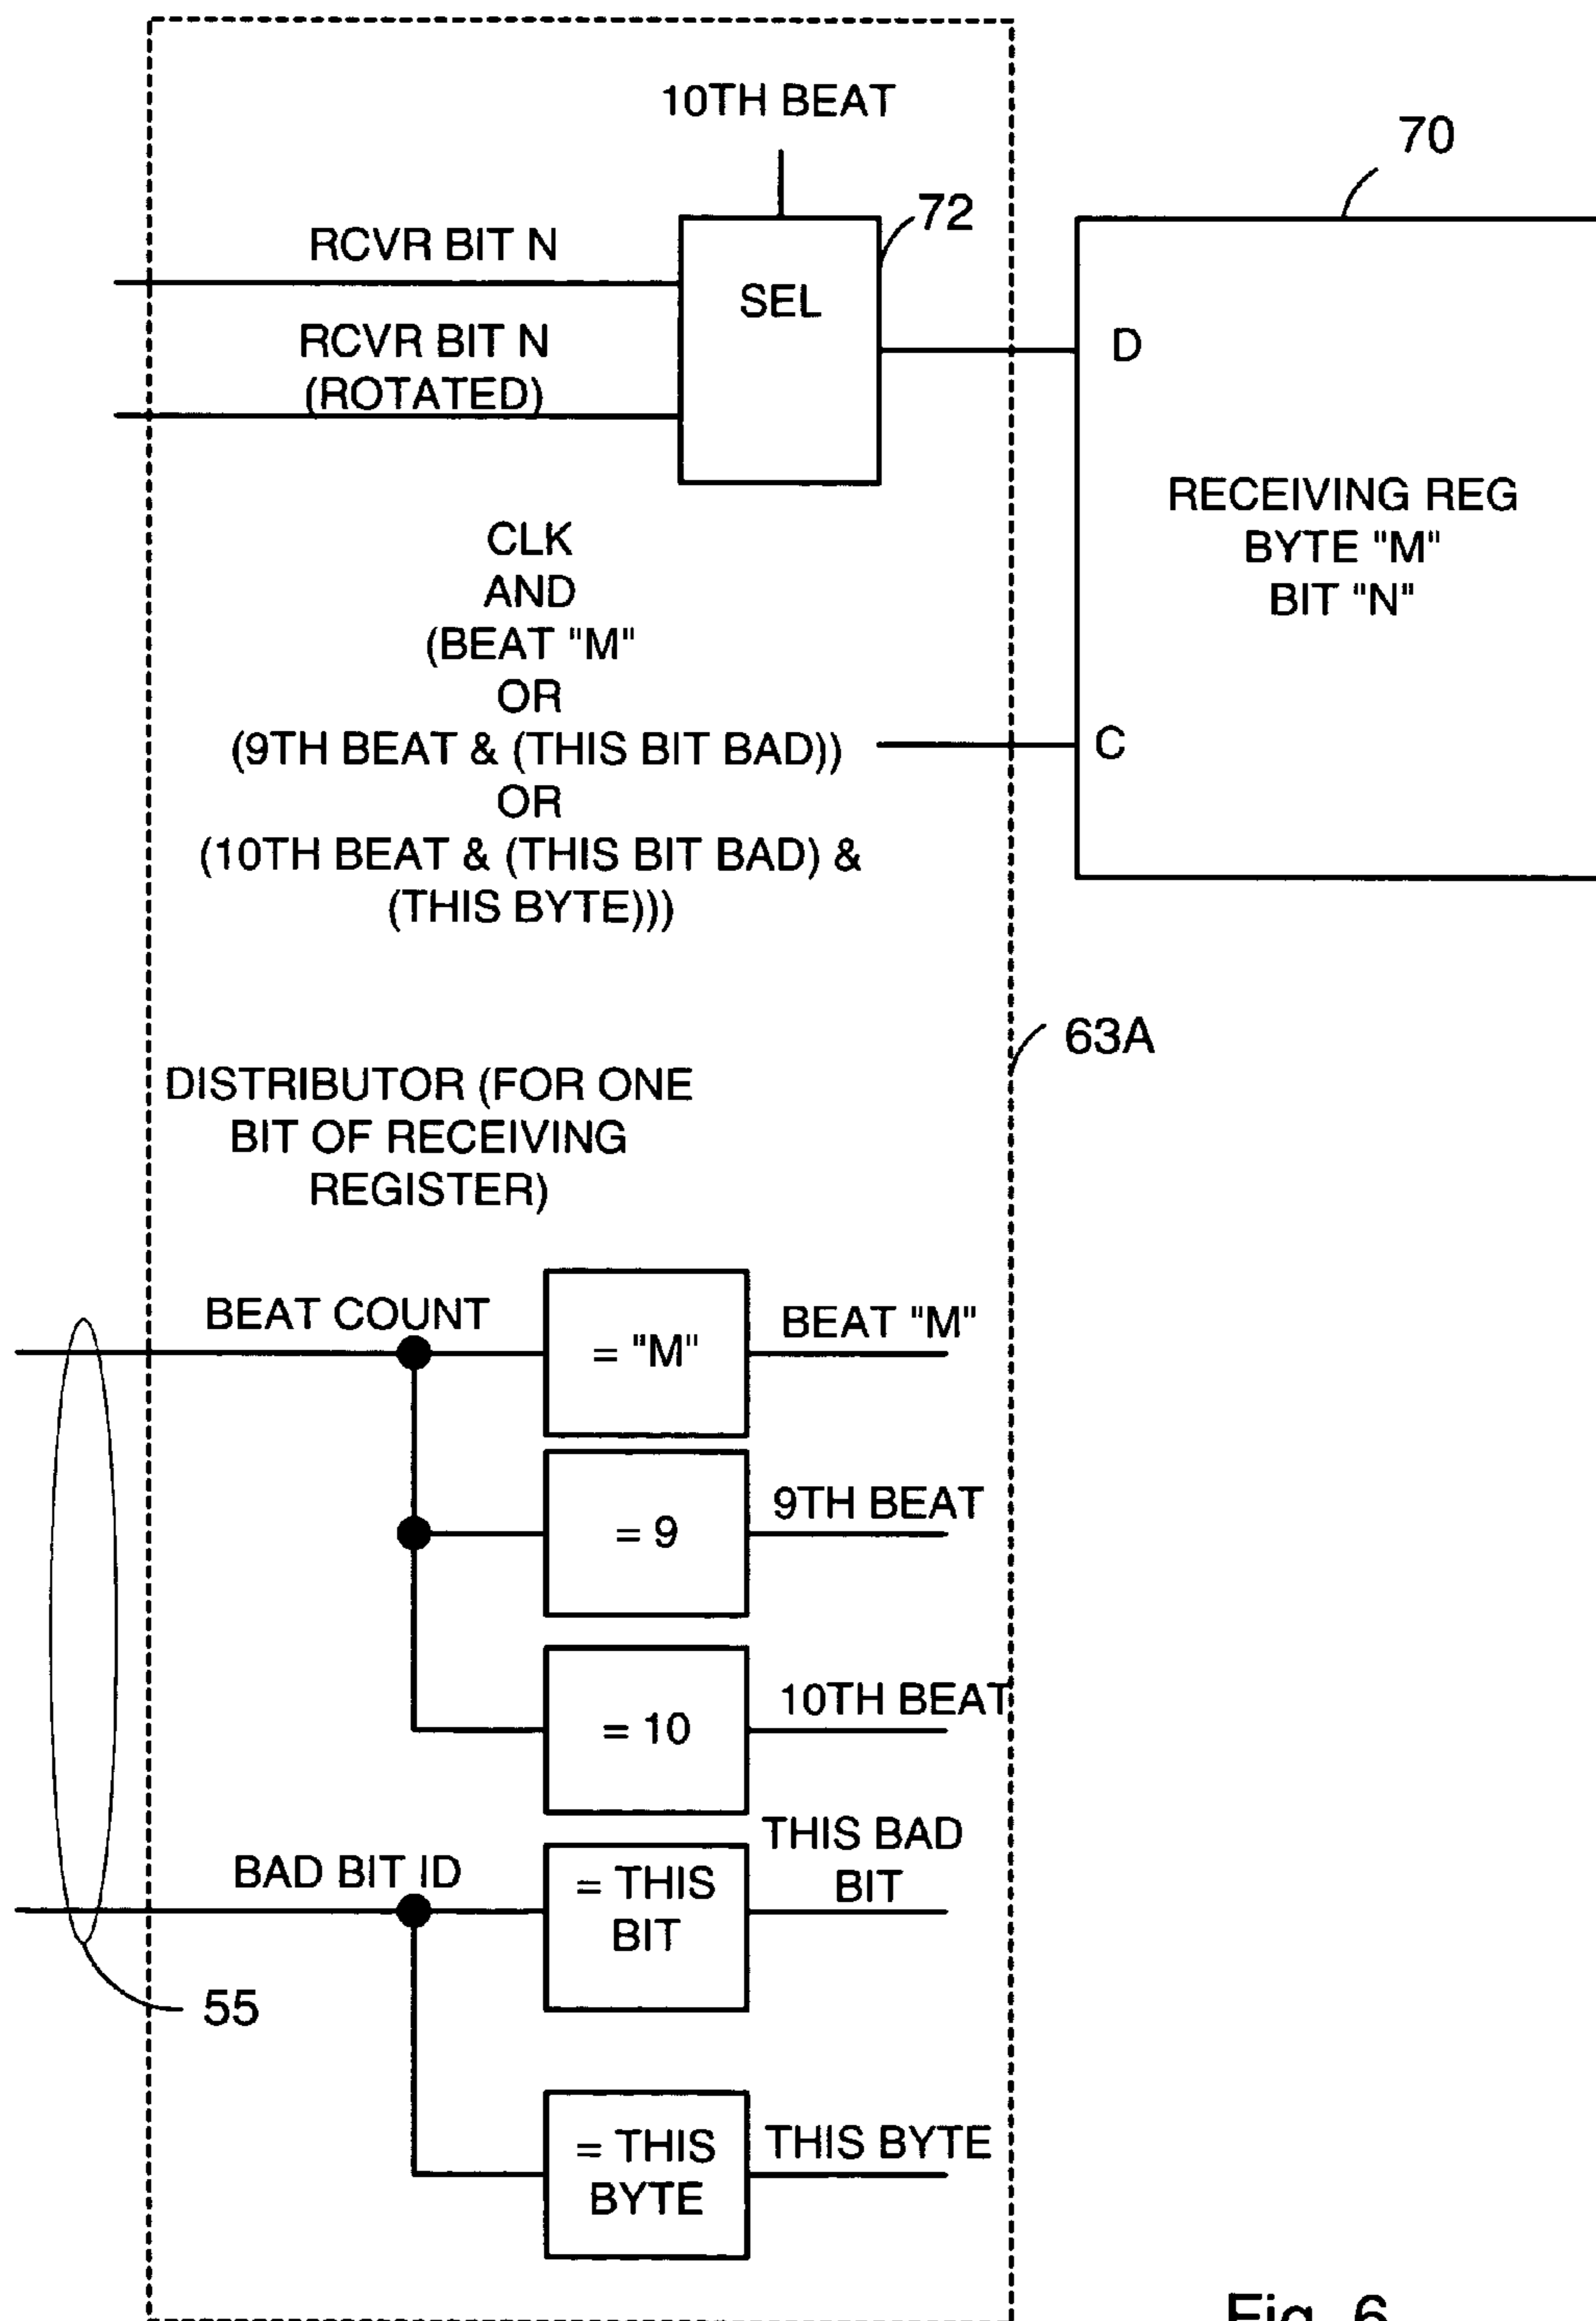 10TH BEAT
70
72
RCVR BIT N
SEL
RCVR BIT N
(ROTATED)
D
RECEIVING REG
BYTE "M"
BIT "N"
CLK
AND
(BEAT "M"
OR
(9TH BEAT & (THIS BIT BAD))
OR
(10TH BEAT & (THIS BIT BAD) &
(THIS BYTE)))
C
63A
DISTRIBUTOR (FOR ONE
BIT OF RECEIVING
REGISTER)
BEAT COUNT
= "M"
BEAT "M"
= 9
9TH BEAT
= 10
10TH BEAT
BAD BIT ID
= THIS
BIT
THIS BAD
BIT
55
= THIS
BYTE
THIS BYTE
Fig. 6